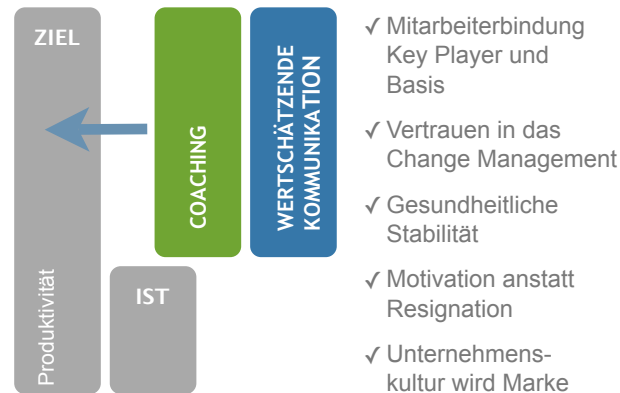 ZIEL
Produktivität
IST
COACHING
WERTSCHÄTZENDE
KOMMUNIKATION
✓ Mitarbeiterbindung
Key Player und
Basis
✓ Vertrauen in das
Change Management
✓ Gesundheitliche
Stabilität
✓ Motivation anstatt
Resignation
✓ Unternehmens-
kultur wird Marke